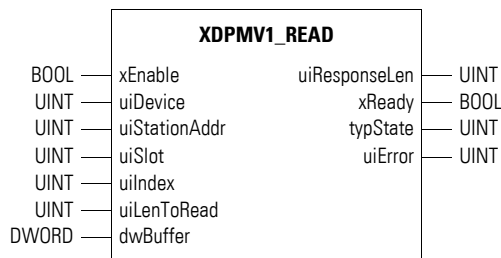 XDPMV1_READ
BOOL xEnable uiResponseLen UINT
UINT uiDevice xReady BOOL
UINT uiStationAddr typState UINT
UINT uiSlot uiError UINT
UINT uiIndex
UINT uiLenToRead
DWORD dwBuffer